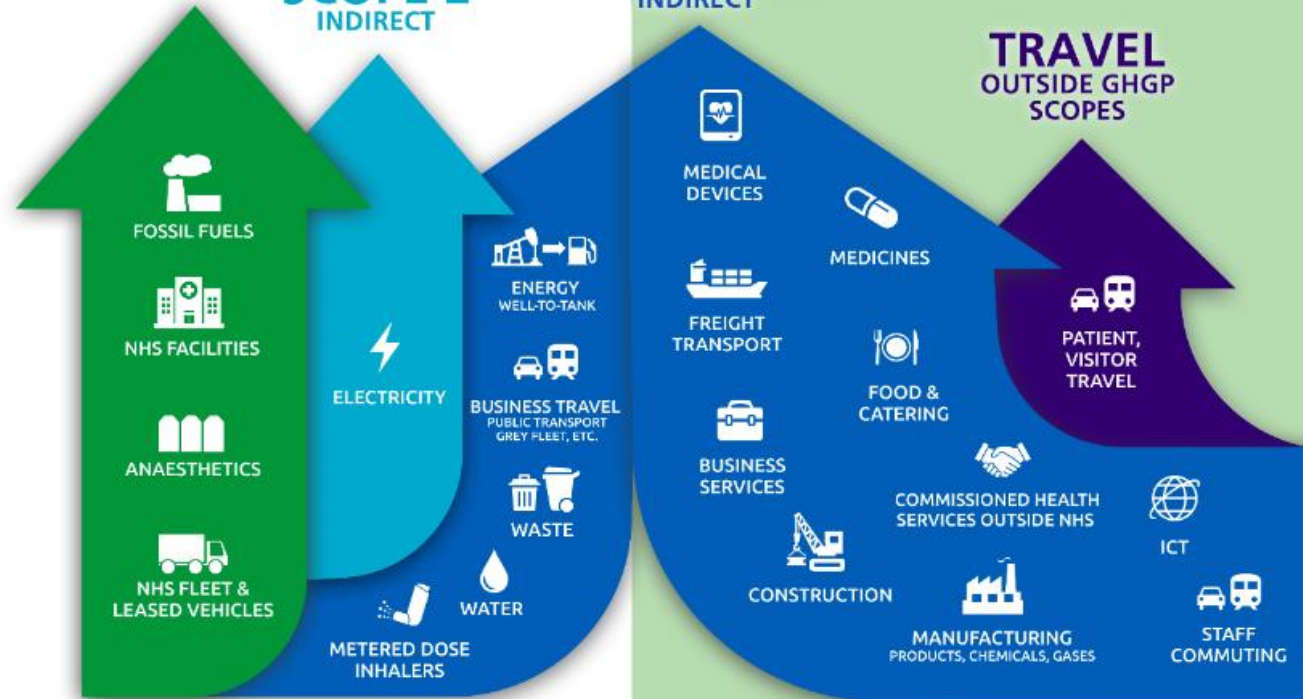 SCOPE 2
INDIRECT
INDIRECT
TRAVEL
OUTSIDE GHGP
SCOPES
FOSSIL FUELS
NHS FACILITIES
ANAESTHETICS
NHS FLEET &
LEASED VEHICLES
ELECTRICITY
ENERGY
WELL-TO-TANK
BUSINESS TRAVEL
PUBLIC TRANSPORT
GREY FLEET, ETC.
WASTE
WATER
METERED DOSE
INHALERS
MEDICAL
DEVICES
MEDICINES
FREIGHT
TRANSPORT
FOOD &
CATERING
BUSINESS
SERVICES
COMMISSIONED HEALTH
SERVICES OUTSIDE NHS
CONSTRUCTION
MANUFACTURING
PRODUCTS, CHEMICALS, GASES
PATIENT,
VISITOR
TRAVEL
ICT
STAFF
COMMUTING